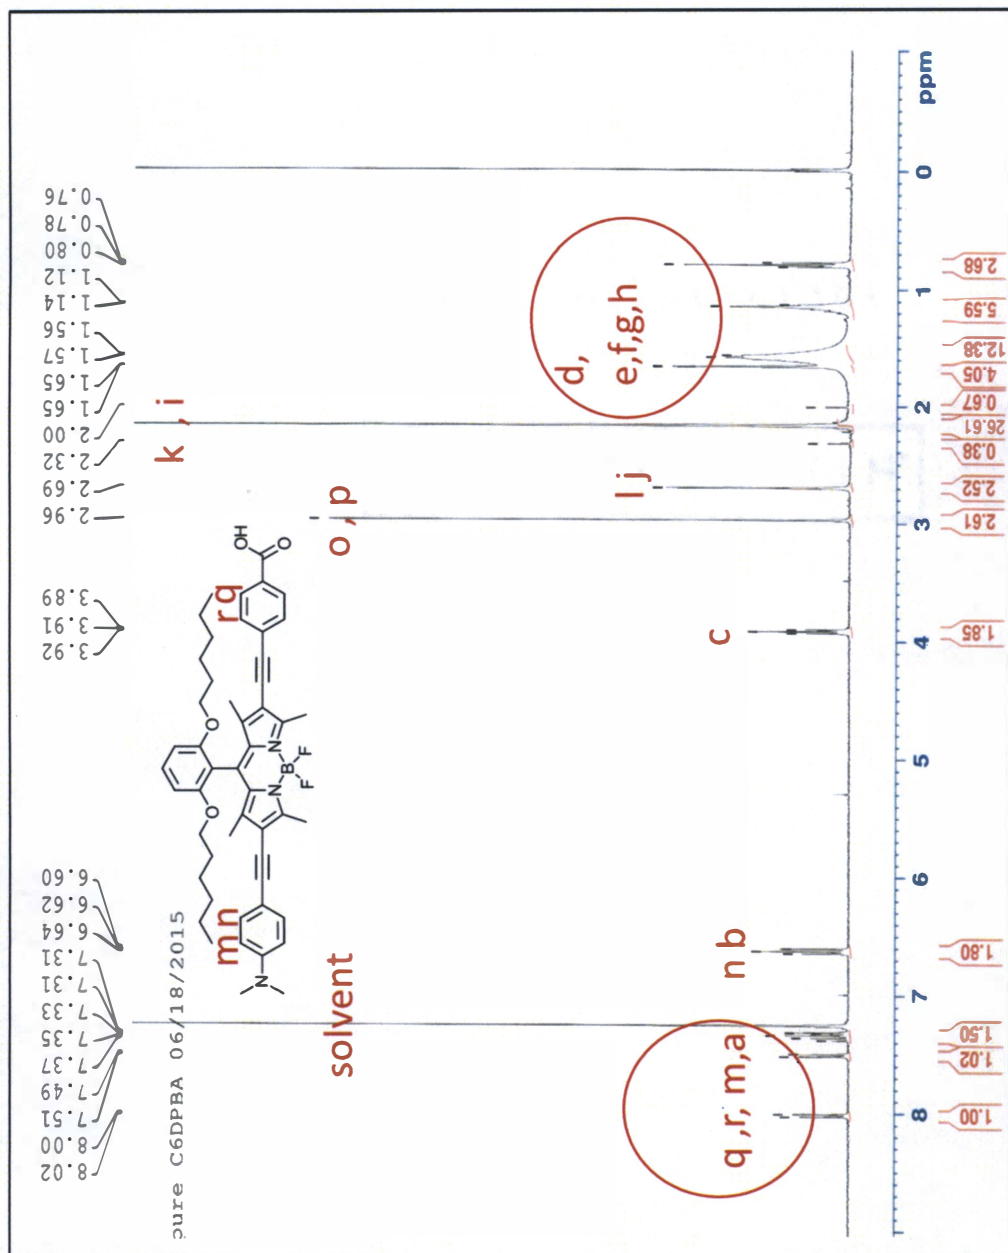 8.02
8.00
7.51
7.49
7.37
7.35
7.33
7.31
7.31
6.64
6.62
6.60
3.92
3.91
3.89
2.96
2.69
2.32
2.00
1.65
1.65
1.57
1.56
1.14
1.12
0.80
0.78
0.76
pure C6DPBA 06/18/2015
m n
r q
k , i
solvent
o , p
l j
d,
e,f,g,h
q ,r, m,a
n b
c
N
O
O
N
N
B
F
F
O
OH
8
7
6
5
4
3
2
1
0
ppm
1.00
1.02
1.50
1.80
1.85
2.61
2.52
0.38
26.61
0.67
4.05
12.38
5.59
2.68